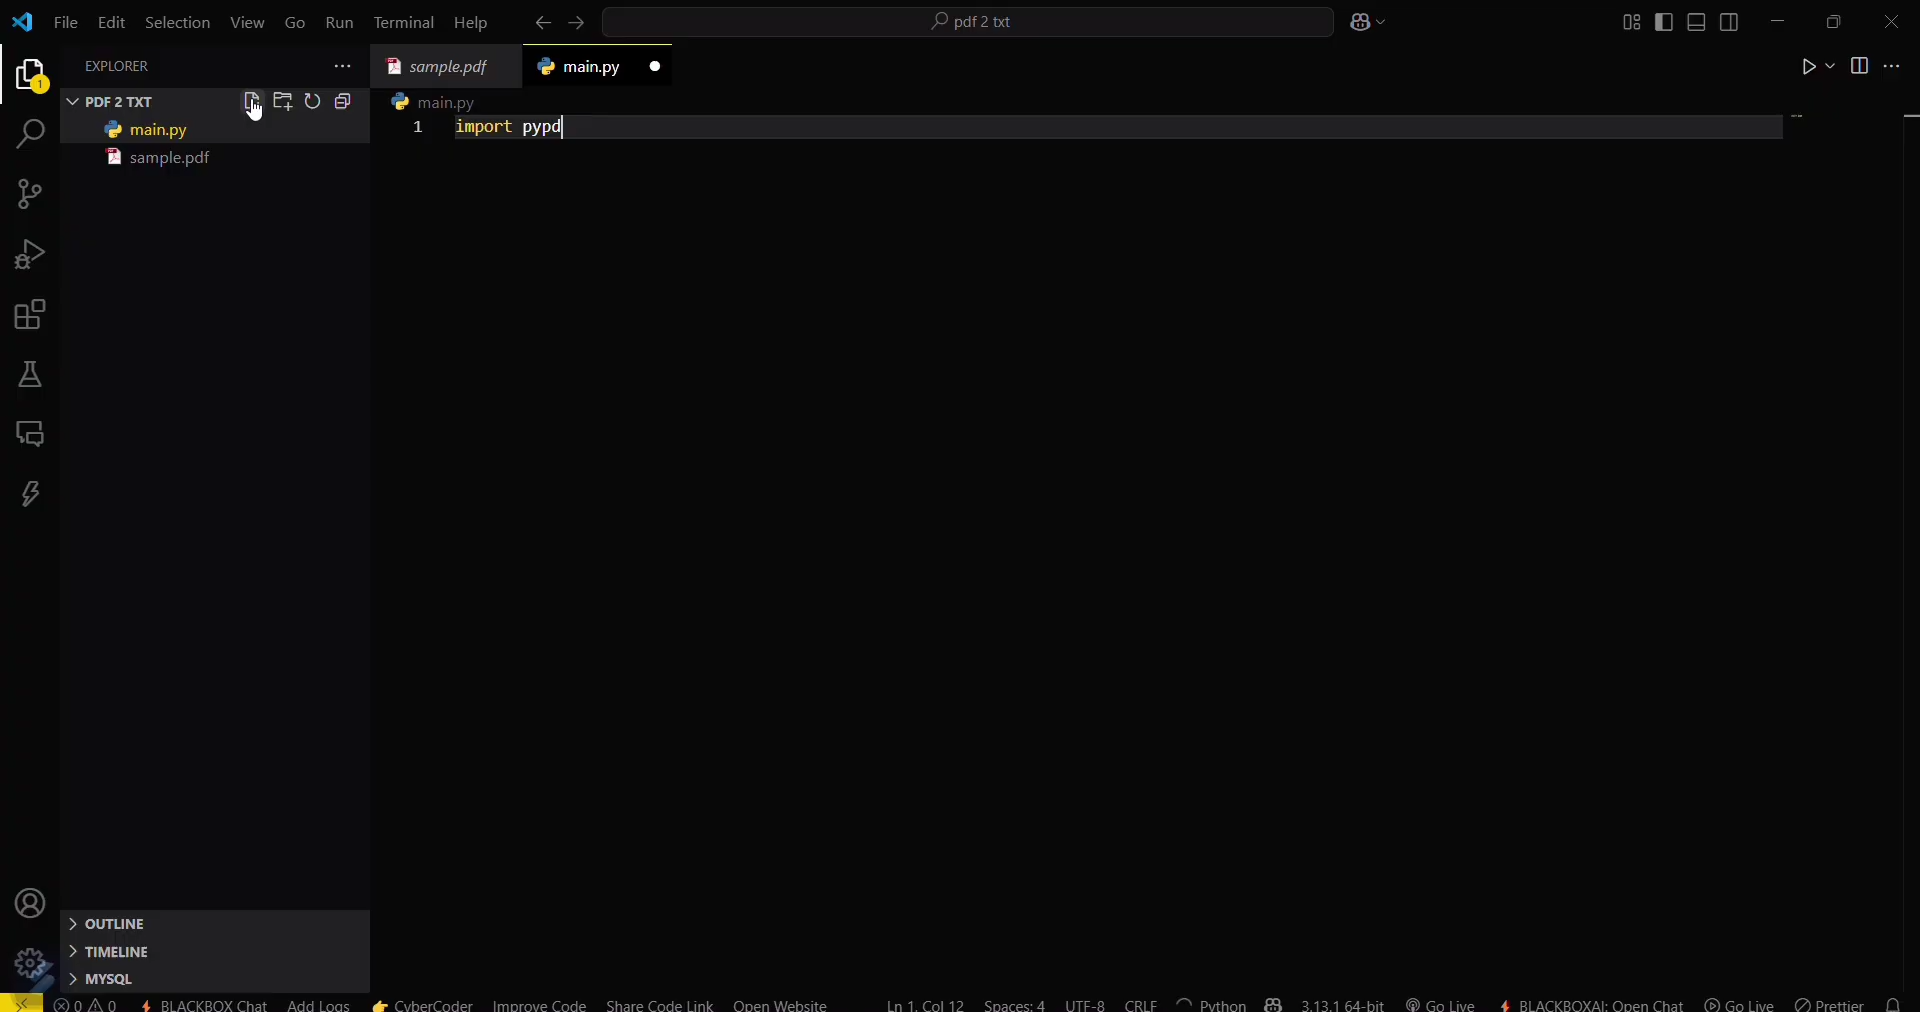 File Edit Selection View Go Run Terminal Help pdf 2 txt
EXPLORER sample.pdf main.py
PDF 2 TXT main.py
main.py 1 import pypd
sample.pdf
OUTLINE
TIMELINE
MYSQL
0 0 BLACKBOX Chat Add Logs CyberCoder Improve Code Share Code Link Open Website Ln 1, Col 12 Spaces: 4 UTF-8 CRLF Python 3.13.1 64-bit Go Live BLACKBOXAI: Open Chat Go Live Prettier